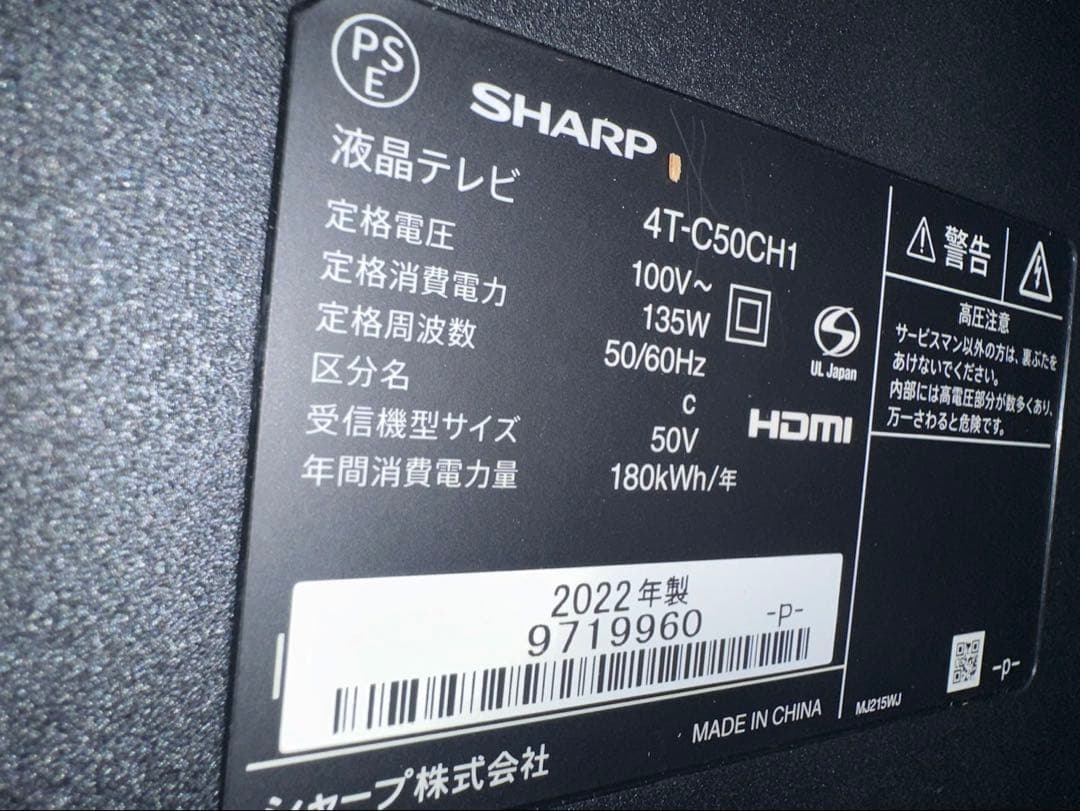 PSE
SHARP
液晶テレビ 4T-C50CH1
定格電圧 100V~
定格消費電力 135W
定格周波数 50/60Hz
区分名 C
受信機型サイズ 50V
年間消費電力量 180kWh/年
UL Japan
HDMI
2022年製
9719960 -p-
MADE IN CHINA
シャープ株式会社
警告
高圧注意
サービスマン以外の方は、裏ぶたを
あけないでください。
内部には高電圧部分が数多くあり、
万一さわると危険です。
-p-
MJ215WJ